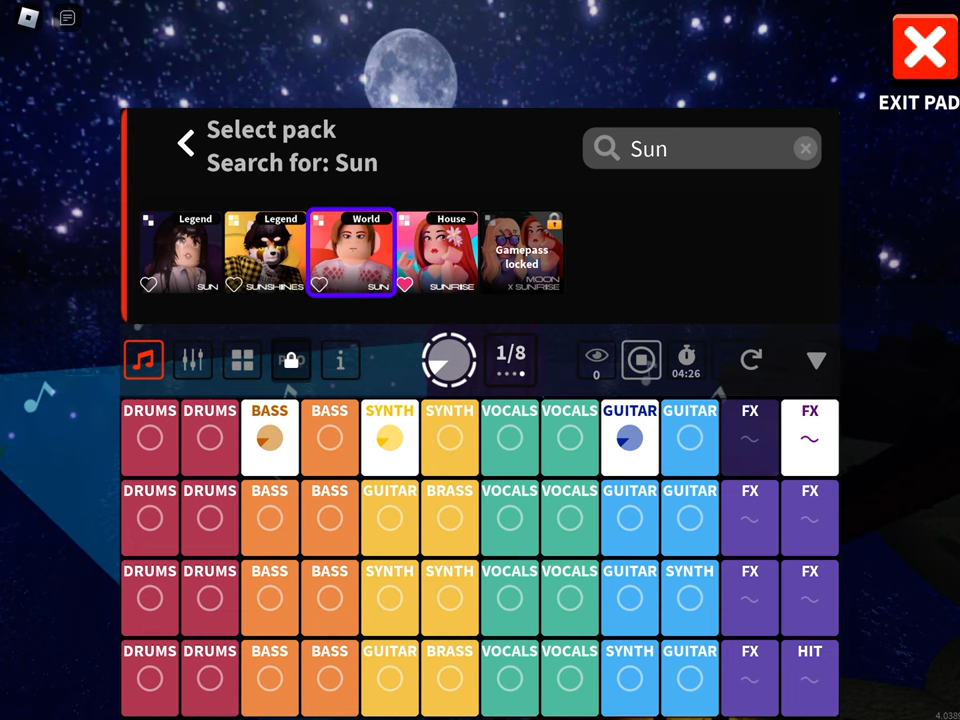 EXIT PAD
Select pack
Search for: Sun
Sun
Legend
SUN
Legend
SUNSHINES
World
SUN
House
SUNRISE
Gamepass
locked
MOON
X SUNRISE
1/8
0
04:26
DRUMS DRUMS BASS BASS SYNTH SYNTH VOCALS VOCALS GUITAR GUITAR FX FX
DRUMS DRUMS BASS BASS GUITAR BRASS VOCALS VOCALS GUITAR GUITAR FX FX
DRUMS DRUMS BASS BASS SYNTH SYNTH VOCALS VOCALS GUITAR SYNTH FX FX
DRUMS DRUMS BASS BASS GUITAR BRASS VOCALS VOCALS SYNTH GUITAR FX HIT